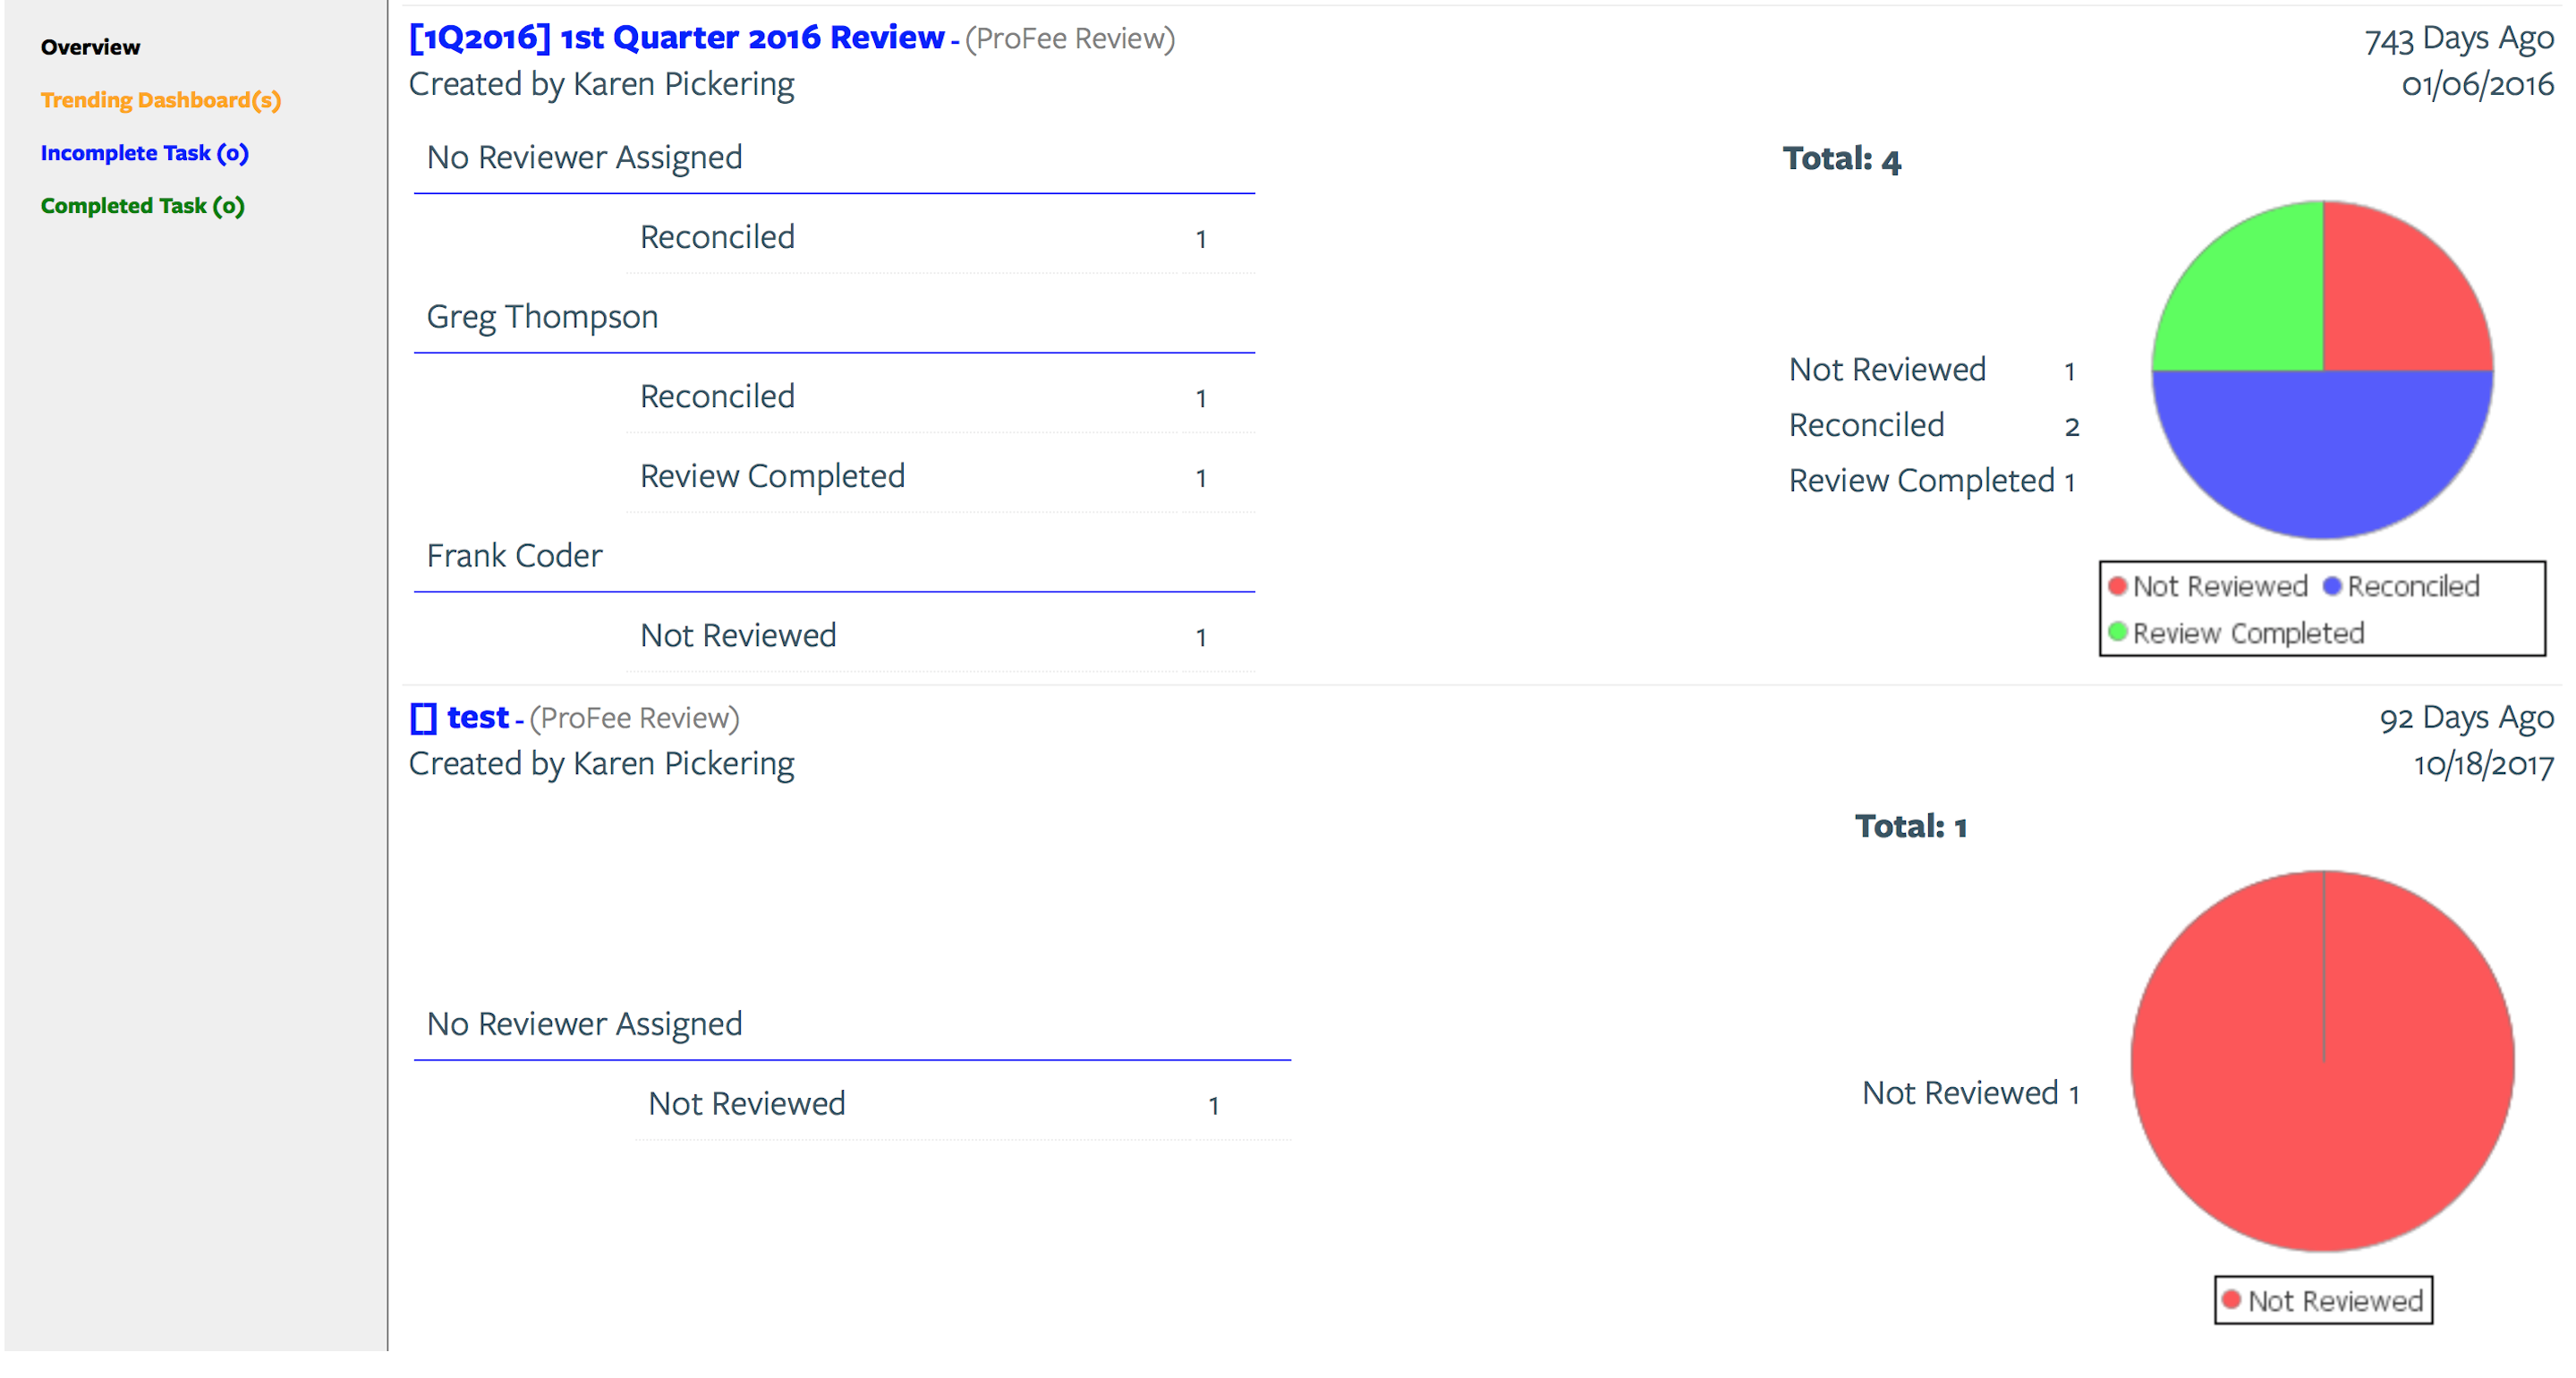 Overview
Trending Dashboard(s)
Incomplete Task (0)
Completed Task (0)
[1Q2016] 1st Quarter 2016 Review - (ProFee Review)
743 Days Ago
Created by Karen Pickering
01/06/2016
No Reviewer Assigned
Reconciled 1
Greg Thompson
Reconciled 1
Review Completed 1
Frank Coder
Not Reviewed 1
Total: 4
Not Reviewed 1
Reconciled 2
Review Completed 1
Not Reviewed Reconciled
Review Completed
[] test - (ProFee Review)
92 Days Ago
Created by Karen Pickering
10/18/2017
No Reviewer Assigned
Not Reviewed 1
Total: 1
Not Reviewed 1
Not Reviewed